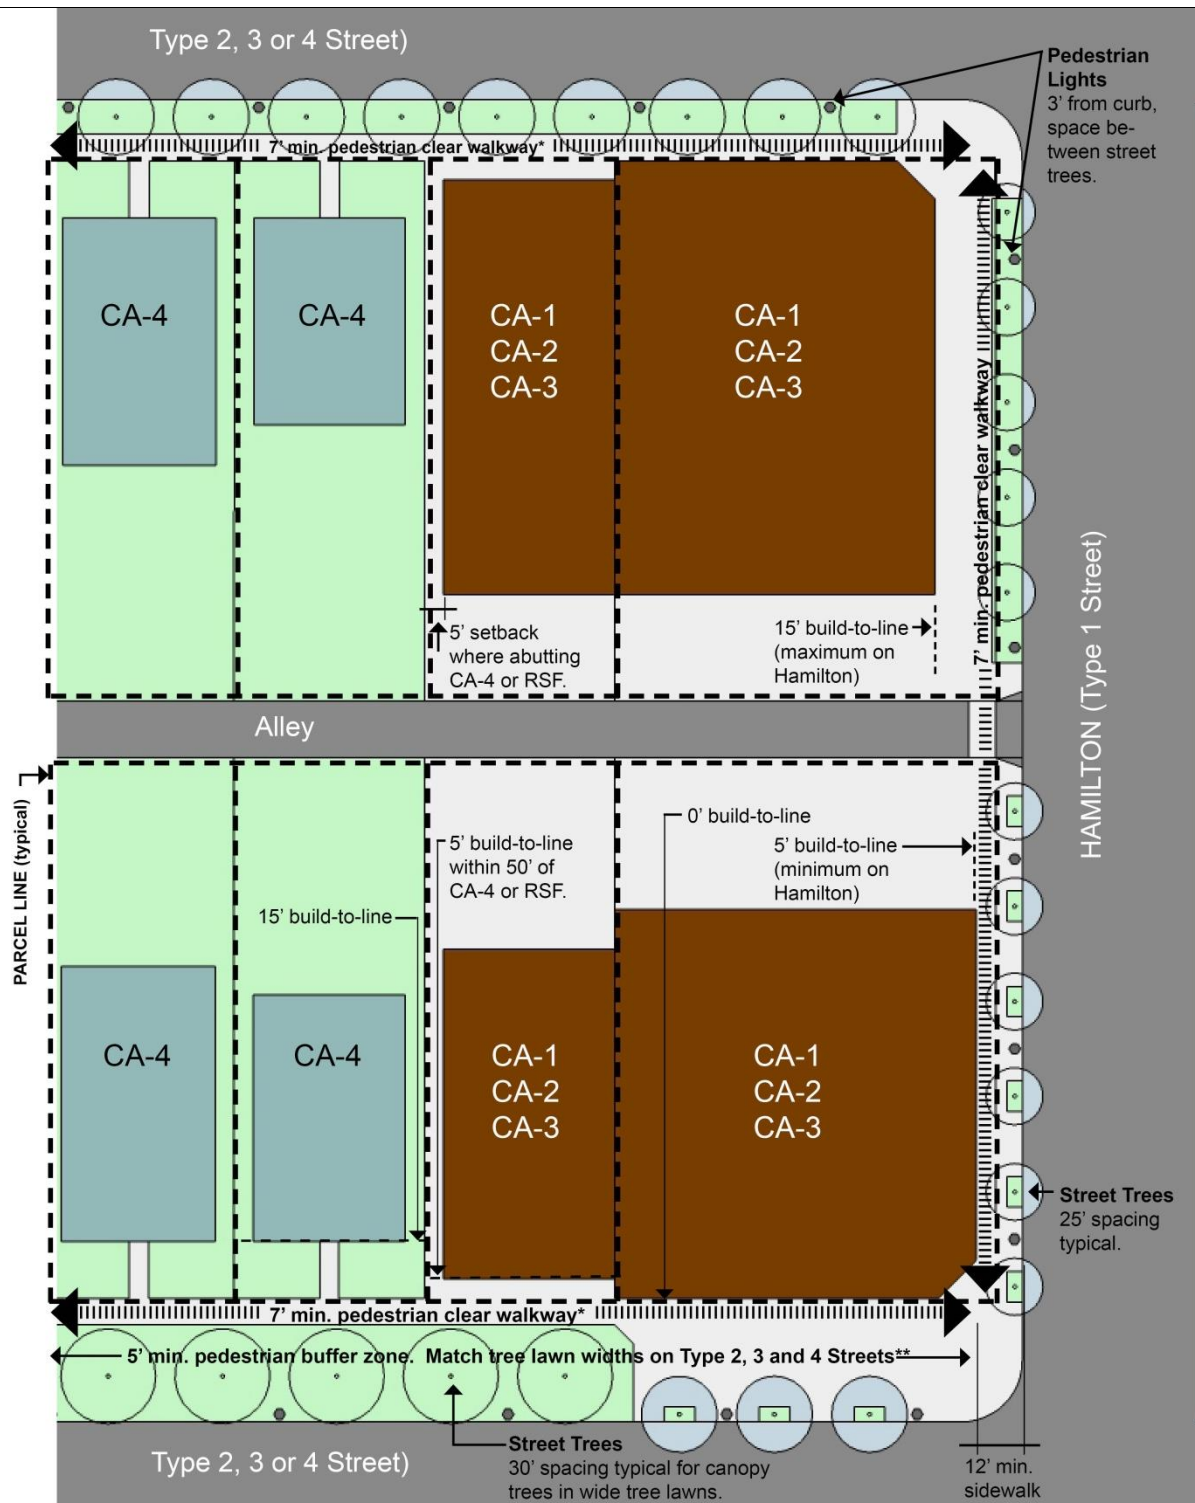 Type 2, 3 or 4 Street)
Pedestrian
Lights
3’ from curb,
space be-
tween street
trees.
7’ min. pedestrian clear walkway*
CA-4
CA-4
CA-1
CA-2
CA-3
CA-1
CA-2
CA-3
7’ min. pedestrian clear walkway
HAMILTON (Type 1 Street)
5’ setback
where abutting
CA-4 or RSF.
15’ build-to-line
(maximum on
Hamilton)
Alley
PARCEL LINE (typical)
0’ build-to-line
5’ build-to-line
within 50’ of
CA-4 or RSF.
5’ build-to-line
(minimum on
Hamilton)
15’ build-to-line
CA-4
CA-4
CA-1
CA-2
CA-3
CA-1
CA-2
CA-3
Street Trees
25’ spacing
typical.
7’ min. pedestrian clear walkway*
5’ min. pedestrian buffer zone. Match tree lawn widths on Type 2, 3 and 4 Streets**
Type 2, 3 or 4 Street)
Street Trees
30’ spacing typical for canopy
trees in wide tree lawns.
12’ min.
sidewalk